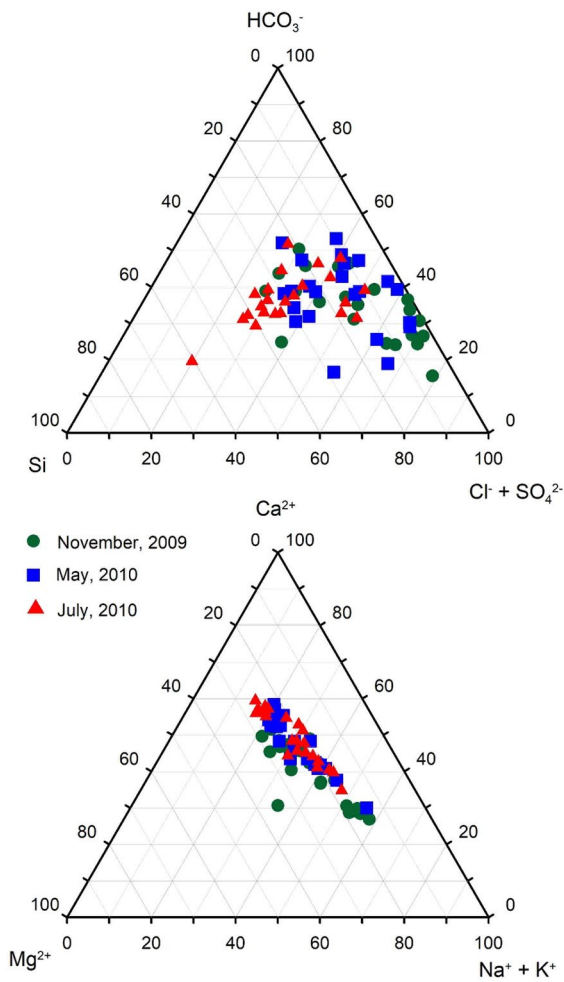 HCO₃⁻
0 100
20 80
40 60
60 40
80 20
100 0
Si 0 20 40 60 80 100
Cl⁻ + SO₄²⁻
Ca²⁺
November, 2009
May, 2010
July, 2010
0 100
20 80
40 60
60 40
80 20
100 0
0 20 40 60 80 100
Mg²⁺ Na⁺ + K⁺